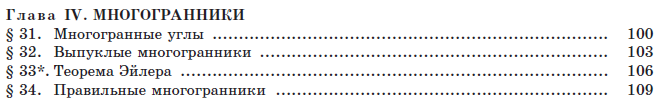 Глава IV. МНОГОГРАННИКИ
§ 31. Многогранные углы ........................................................................ 100
§ 32. Выпуклые многогранники ............................................................ 103
§ 33*. Теорема Эйлера ............................................................................ 106
§ 34. Правильные многогранники ......................................................... 109